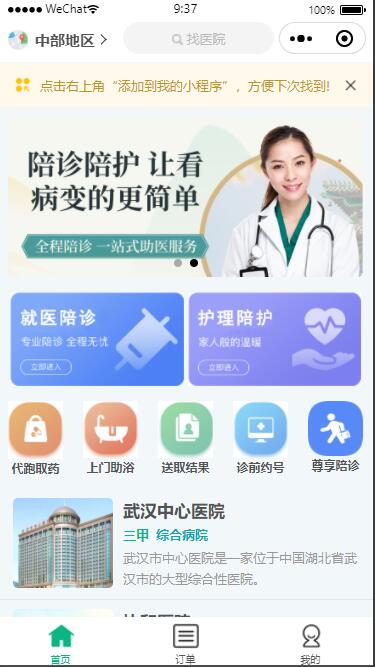 WeChat
9:37
100%
中部地区
找医院
点击右上角“添加到我的小程序”，方便下次找到!
陪诊陪护 让看
病变的更简单
全程陪诊 一站式助医服务
就医陪诊
专业陪诊 全程无忧
立即进入
护理陪护
家人般的温暖
立即进入
代跑取药
上门助浴
送取结果
诊前约号
尊享陪诊
武汉中心医院
三甲 综合病院
武汉市中心医院是一家位于中国湖北省武
汉市的大型综合性医院。
首页
订单
我的